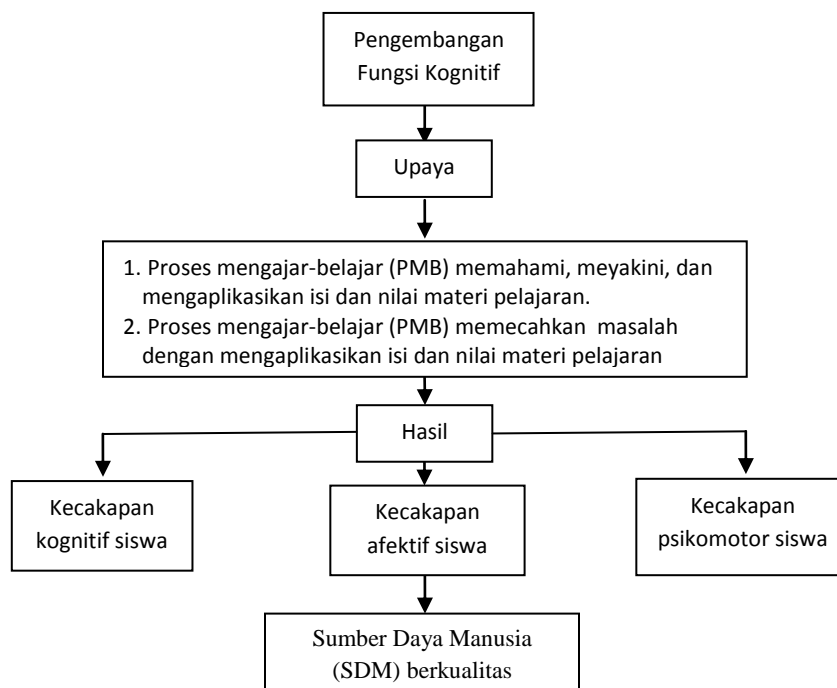 Pengembangan
Fungsi Kognitif
Upaya
1. Proses mengajar-belajar (PMB) memahami, meyakini, dan
mengaplikasikan isi dan nilai materi pelajaran.
2. Proses mengajar-belajar (PMB) memecahkan masalah
dengan mengaplikasikan isi dan nilai materi pelajaran
Hasil
Kecakapan
kognitif siswa
Kecakapan
afektif siswa
Kecakapan
psikomotor siswa
Sumber Daya Manusia
(SDM) berkualitas